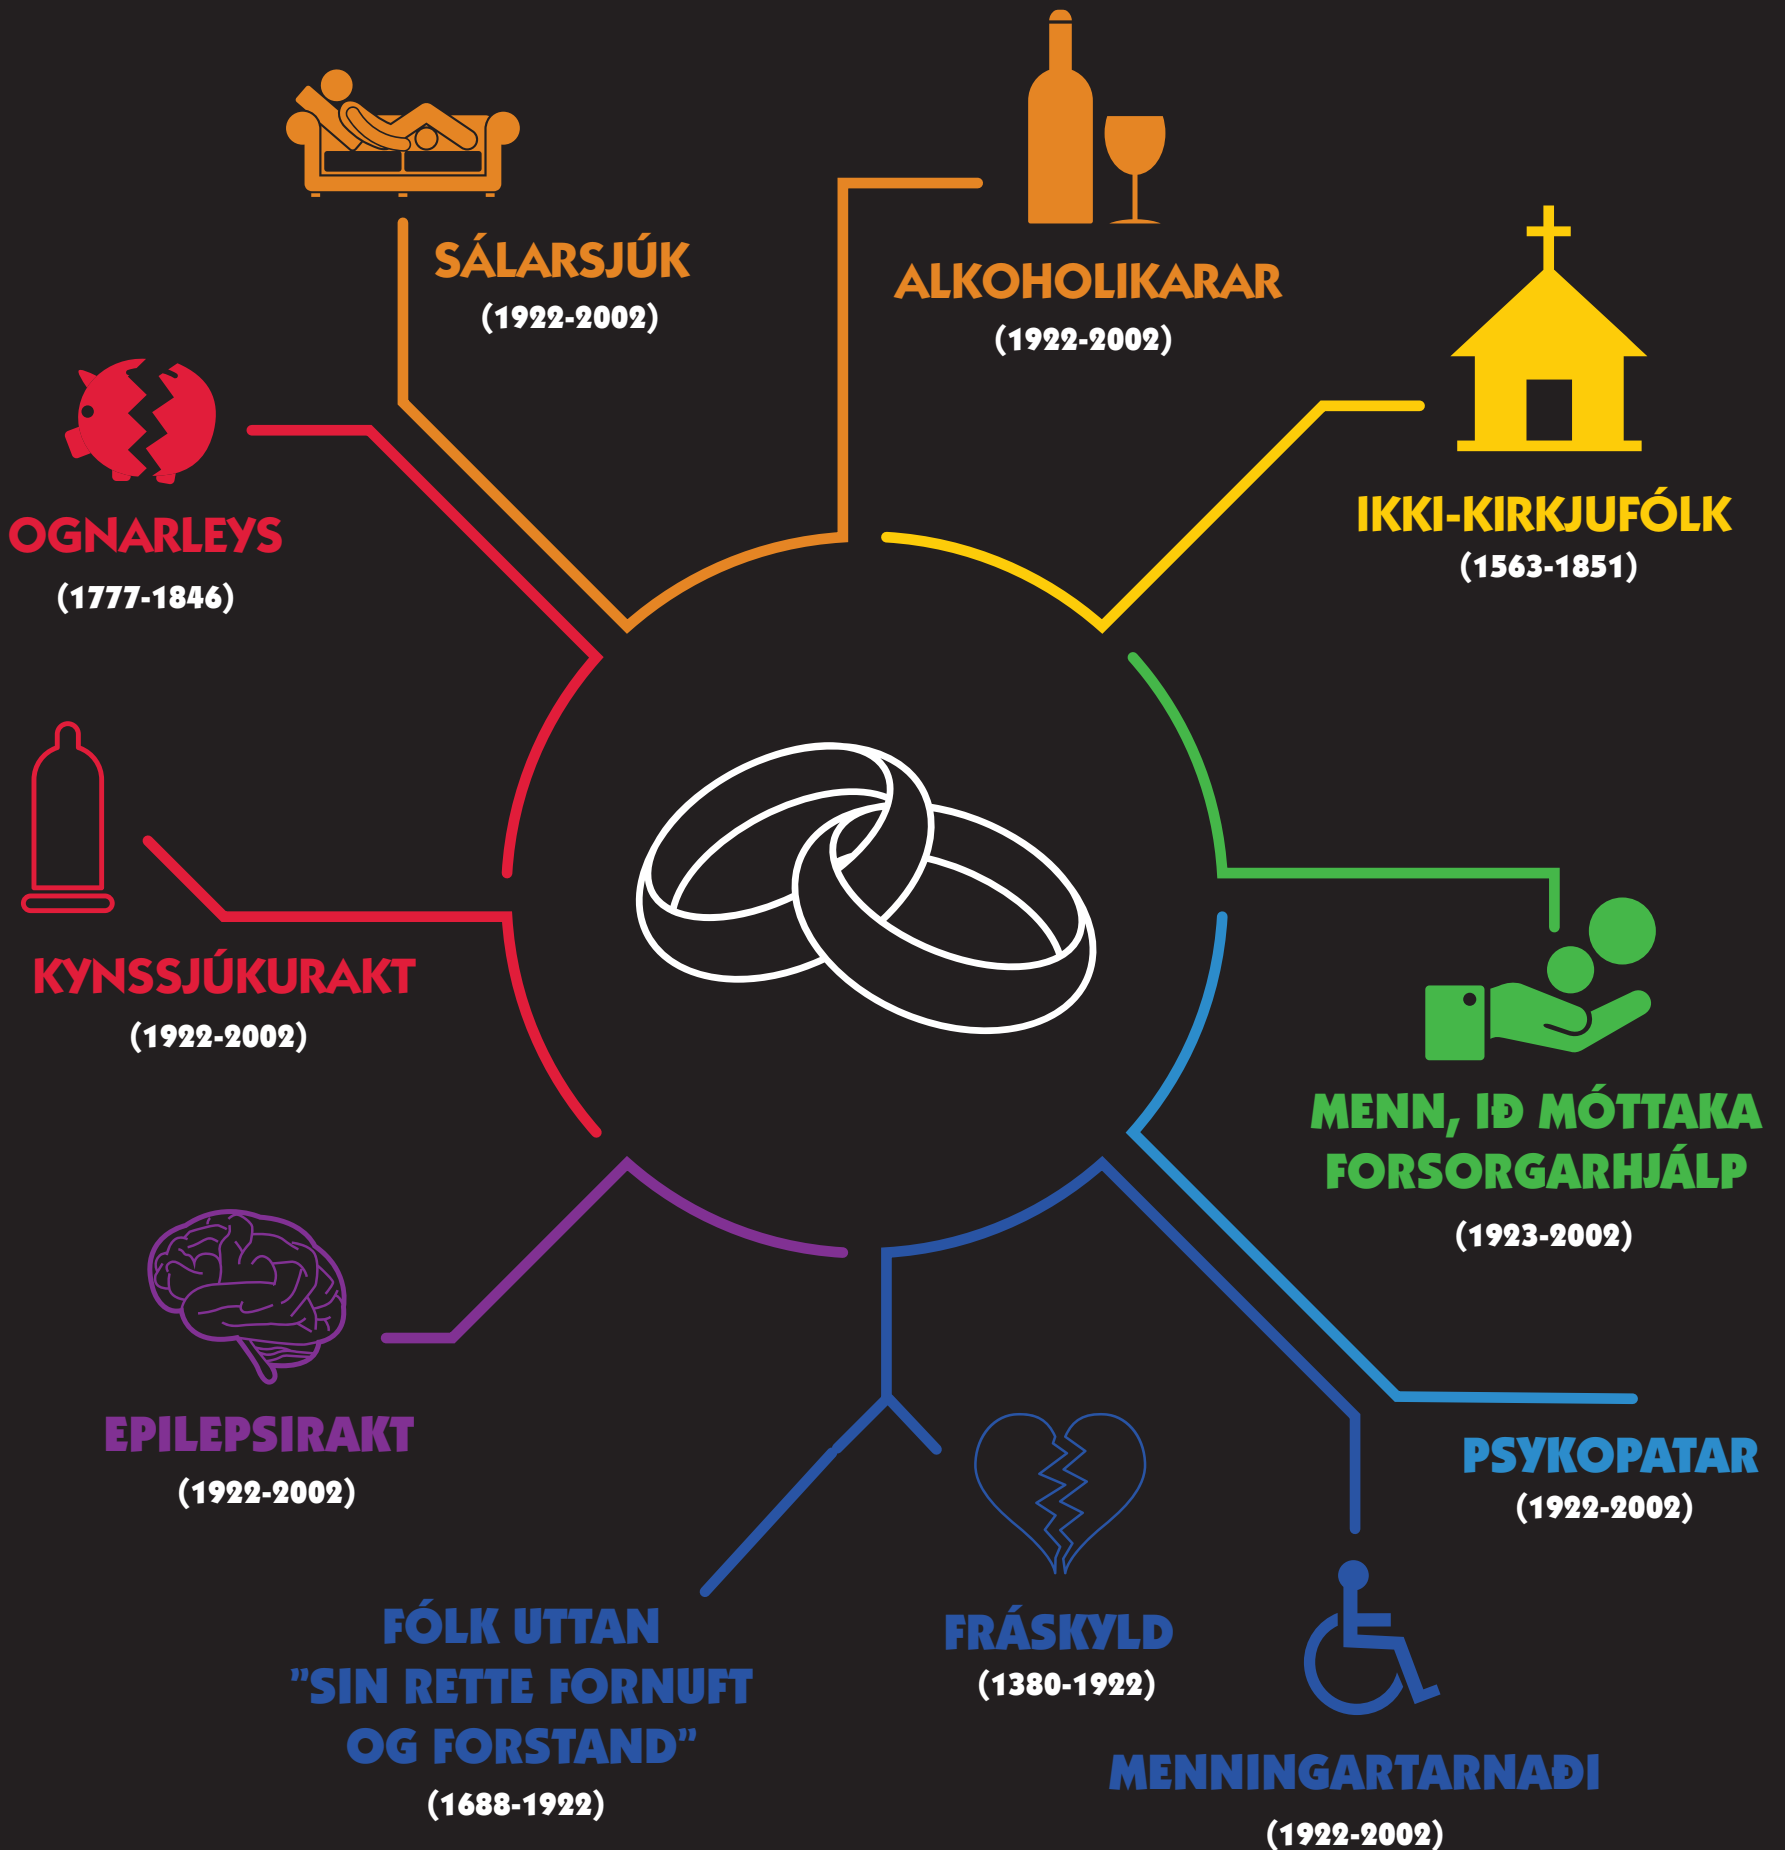 SÁLARSJÚK
(1922-2002)
ALKOHOLIKARAR
(1922-2002)
IKKI-KIRKJUFÓLK
(1563-1851)
OGNARLEYS
(1777-1846)
KYNSSJÚKURAKT
(1922-2002)
MENN, IÐ MÓTTAKA
FORSORGARHJÁLP
(1923-2002)
EPILEPSIRAKT
(1922-2002)
PSYKOPATAR
(1922-2002)
FÓLK UTTAN
”SIN RETTE FORNUFT
OG FORSTAND”
(1688-1922)
FRÁSKYLD
(1380-1922)
MENNINGARTARNAÐI
(1922-2002)